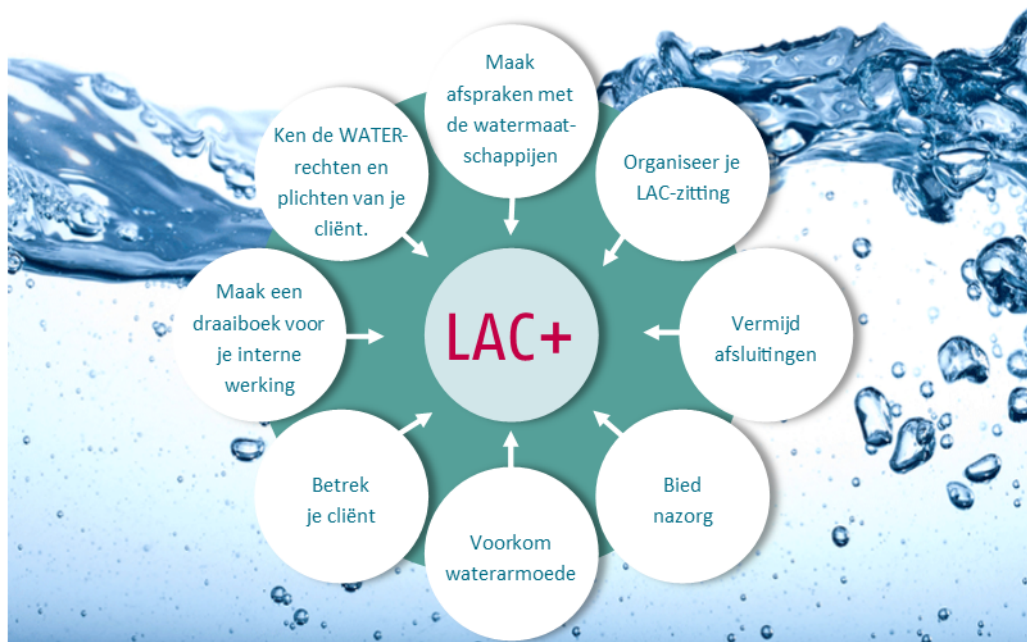 Maak
afspraken met
de watermaat-
schappijen
Organiseer je
LAC-zitting
Vermijd
afsluitingen
Bied
nazorg
Voorkom
waterarmoede
Betrek
je cliënt
Maak een
draaiboek voor
je interne
werking
Ken de WATER-
rechten en
plichten van je
cliënt.
LAC+